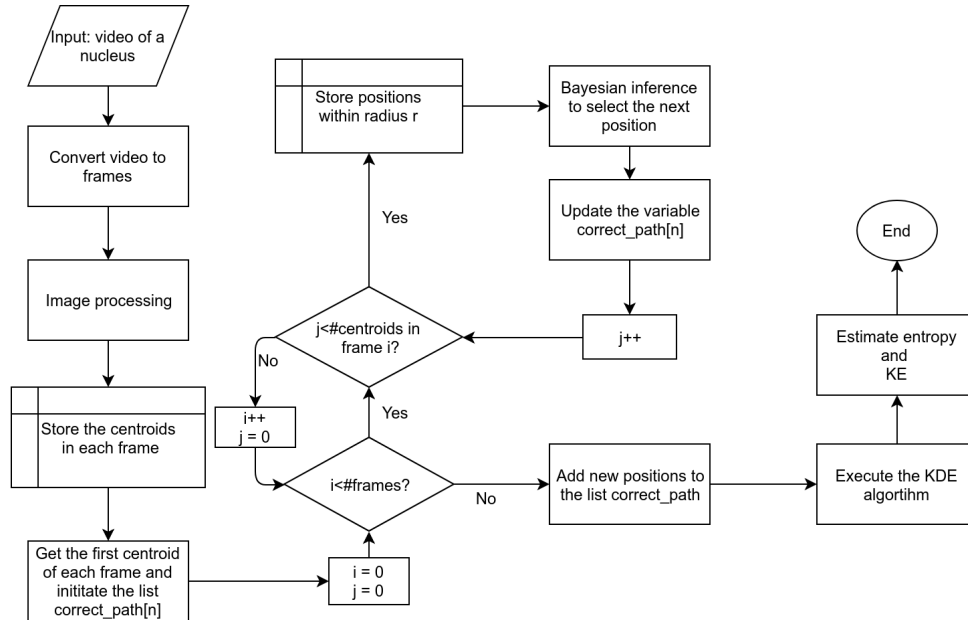 Input: video of a
nucleus
Convert video to
frames
Image processing
Store the centroids
in each frame
Get the first centroid
of each frame and
inititate the list
correct_path[n]
i = 0
j = 0
i<#frames?
Yes
No
j<#centroids in
frame i?
Yes
No
i++
j = 0
Store positions
within radius r
Bayesian inference
to select the next
position
Update the variable
correct_path[n]
j++
Add new positions to
the list correct_path
Execute the KDE
algortihm
Estimate entropy
and
KE
End